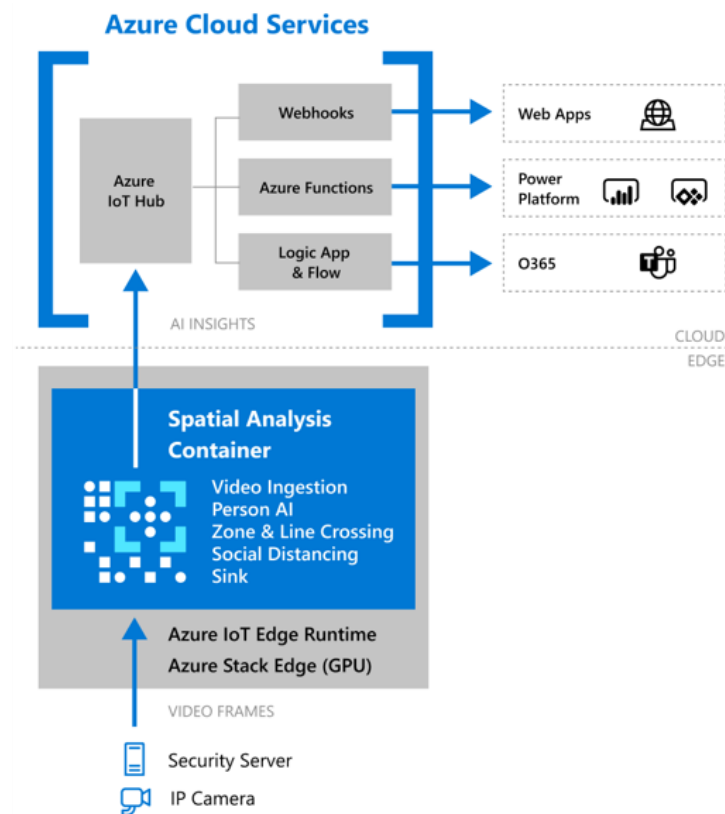 Azure Cloud Services
Webhooks
Web Apps
Azure
IoT Hub
Azure Functions
Power
Platform
Logic App
& Flow
O365
T
AI INSIGHTS
CLOUD
EDGE
Spatial Analysis
Container
Video Ingestion
Person AI
Zone & Line Crossing
Social Distancing
Sink
Azure IoT Edge Runtime
Azure Stack Edge (GPU)
VIDEO FRAMES
Security Server
IP Camera